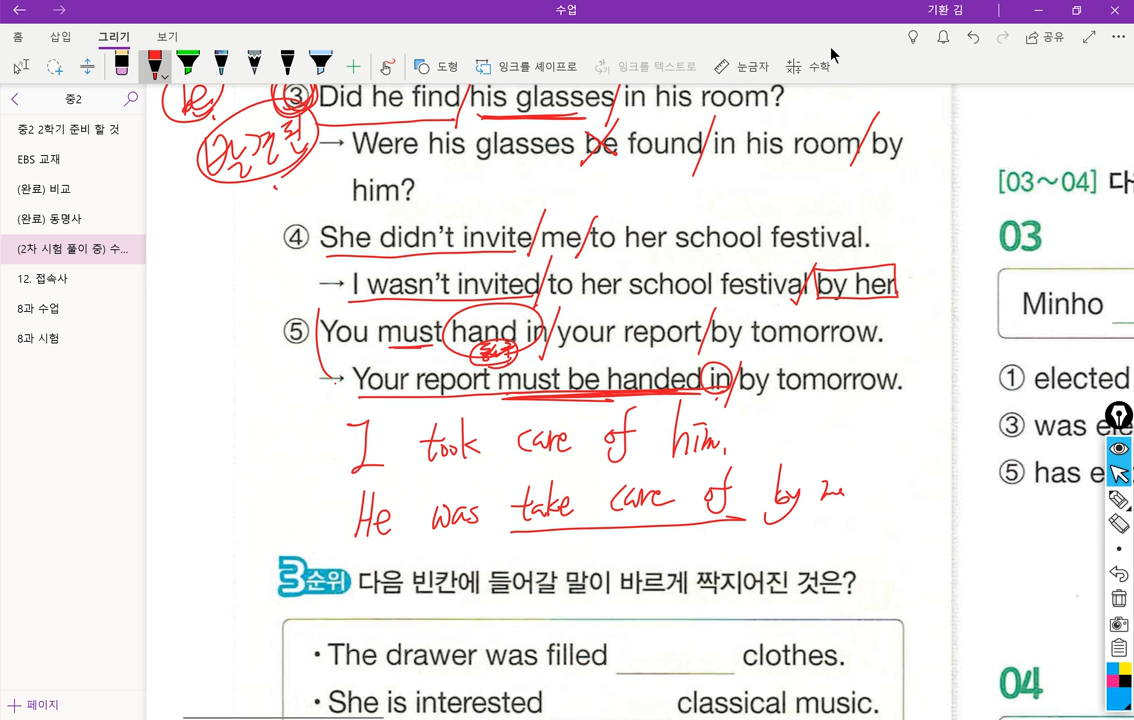 수업
기환 김
홈 삽입 그리기 보기
공유
도형 잉크를 셰이프로 잉크를 텍스트로 눈금자 수학
중2
중2 2학기 준비 할 것
EBS 교재
(완료) 비교
(완료) 동명사
(2차 시험 풀이 중) 수...
12. 접속사
8과 수업
8과 시험
페이지
③ Did he find / his glasses / in his room?
발견된
→ Were his glasses be found / in his room / by
him?
④ She didn't invite / me / to her school festival.
→ I wasn't invited / to her school festival / by her.
⑤ You must hand in / your report / by tomorrow.
→ Your report must be handed in / by tomorrow.
I took care of him.
He was take care of by me
3순위 다음 빈칸에 들어갈 말이 바르게 짝지어진 것은?
• The drawer was filled ______ clothes.
• She is interested ______ classical music.
[03~04] 다
03
Minho __
① elected
③ was ele
⑤ has e
04